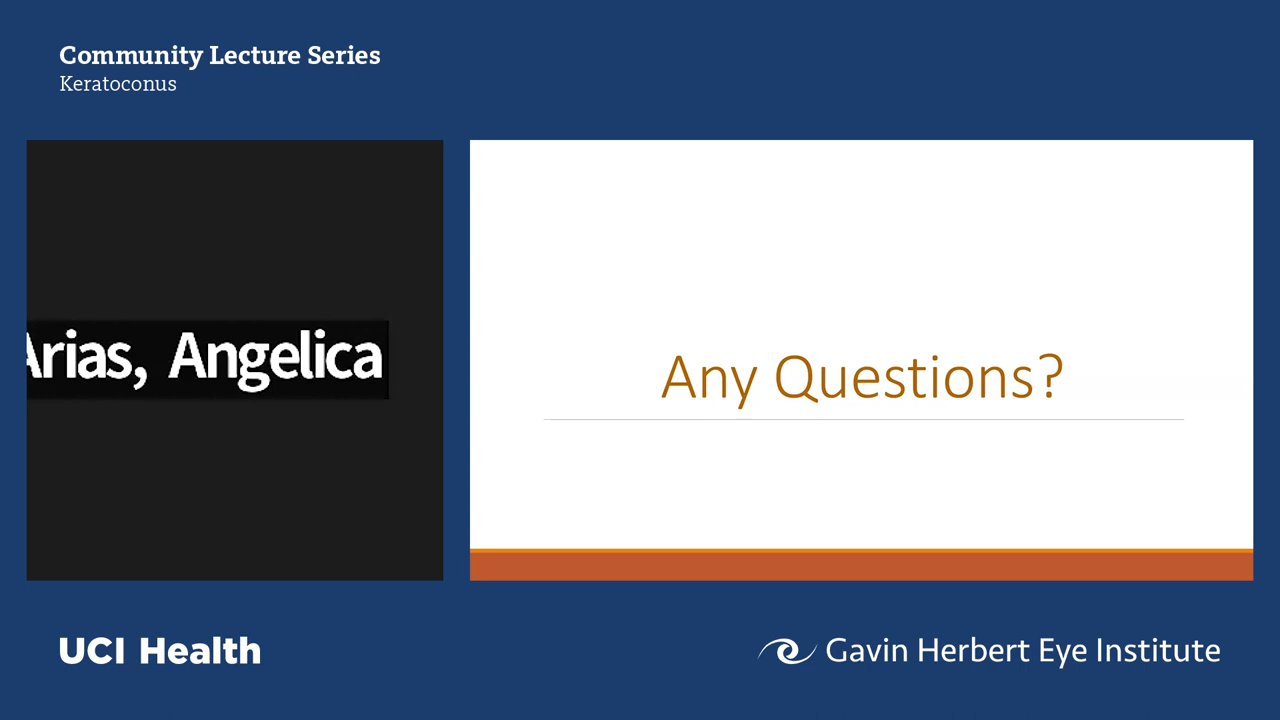 Community Lecture Series
Keratoconus
Arias, Angelica
Any Questions?
UCI Health
Gavin Herbert Eye Institute